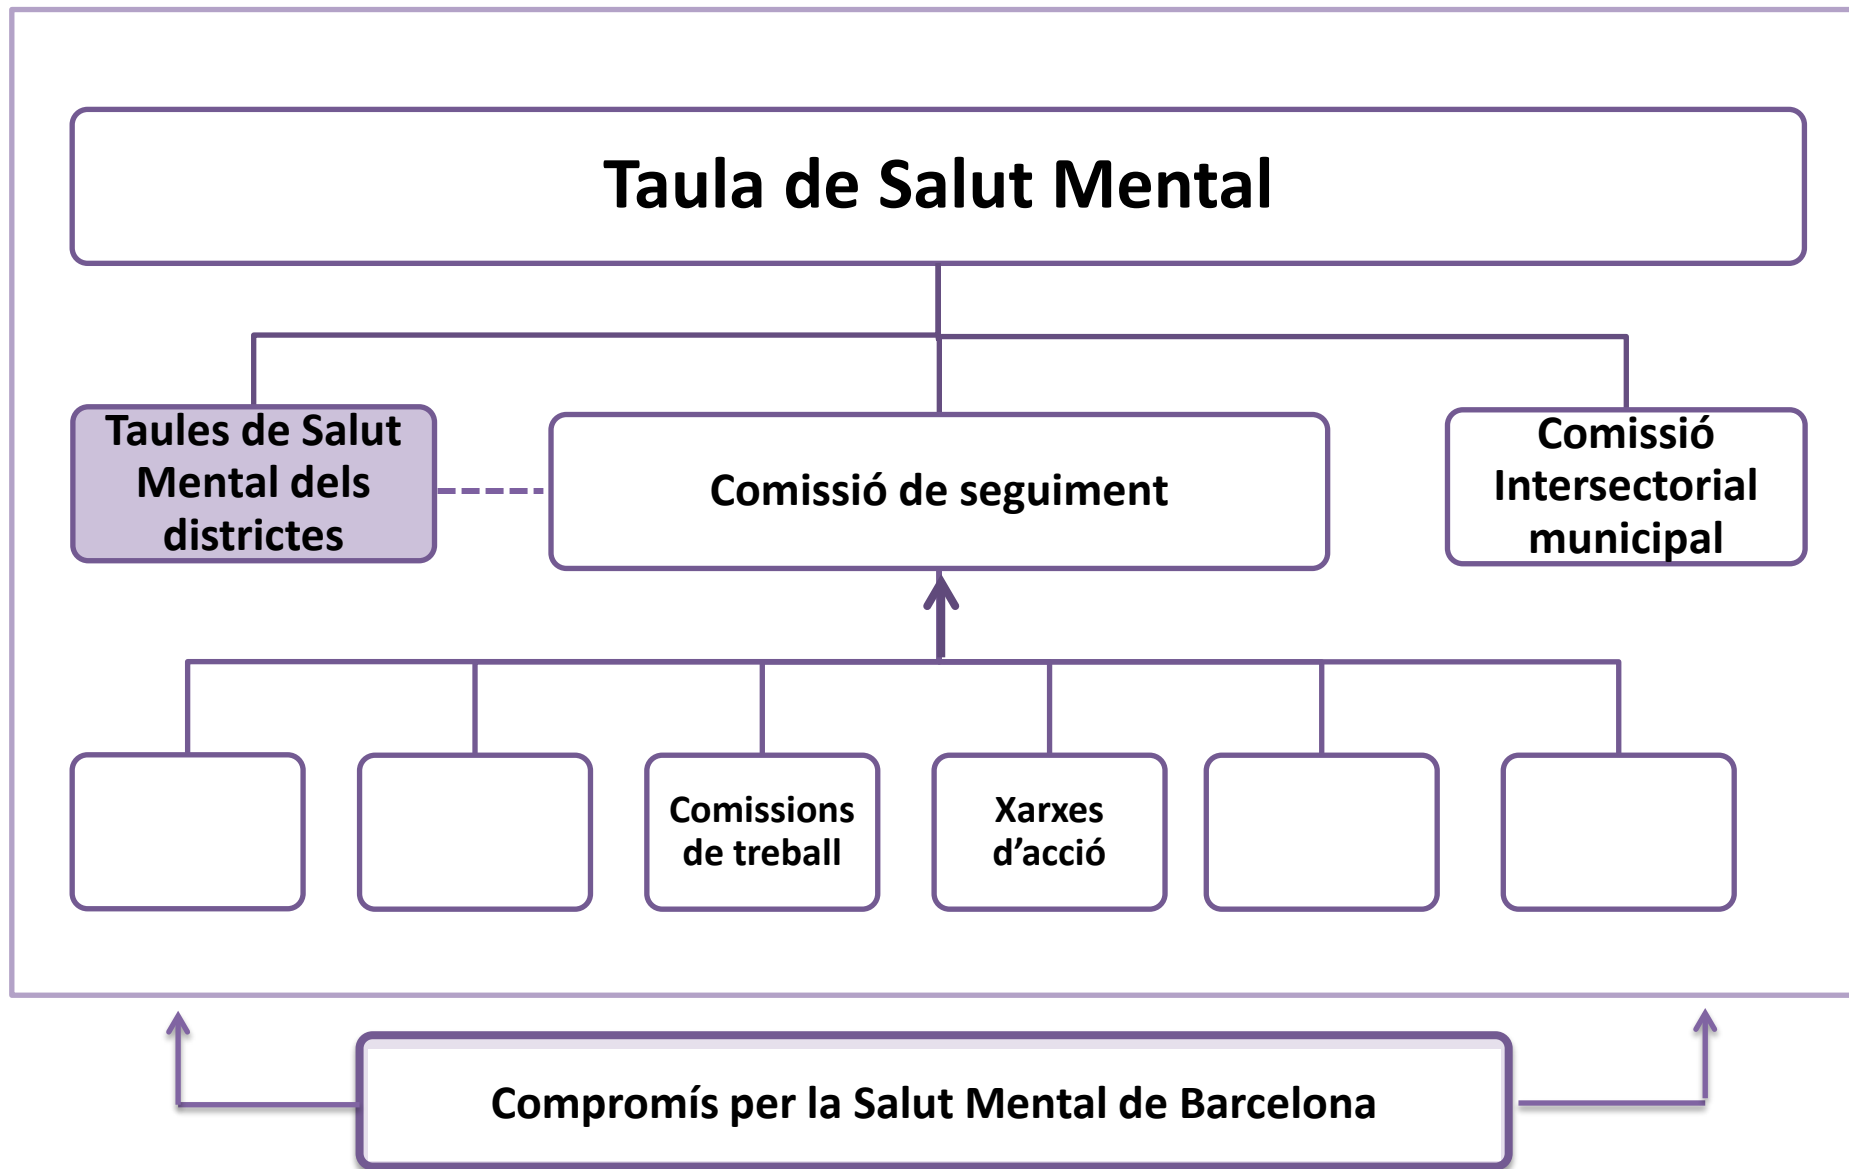 Taula de Salut Mental
Taules de Salut
Mental dels
districtes
Comissió de seguiment
Comissió
Intersectorial
municipal
Comissions
de treball
Xarxes
d’acció
Compromís per la Salut Mental de Barcelona